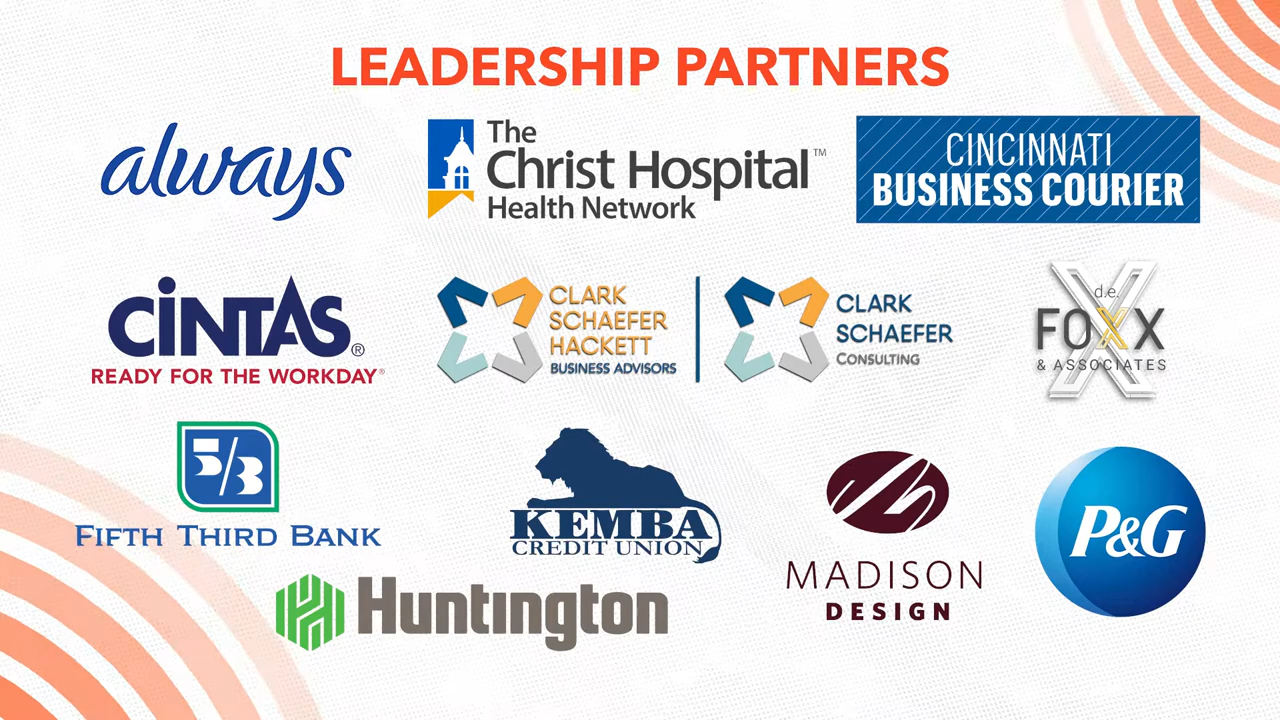 LEADERSHIP PARTNERS
always
The
Christ Hospital™
Health Network
CINCINNATI
BUSINESS COURIER
CINTAS®
READY FOR THE WORKDAY®
CLARK
SCHAEFER
HACKETT
BUSINESS ADVISORS
CLARK
SCHAEFER
CONSULTING
d.e.
FOXX
& ASSOCIATES
5/3
FIFTH THIRD BANK
KEMBA
CREDIT UNION
MADISON
DESIGN
P&G
Huntington